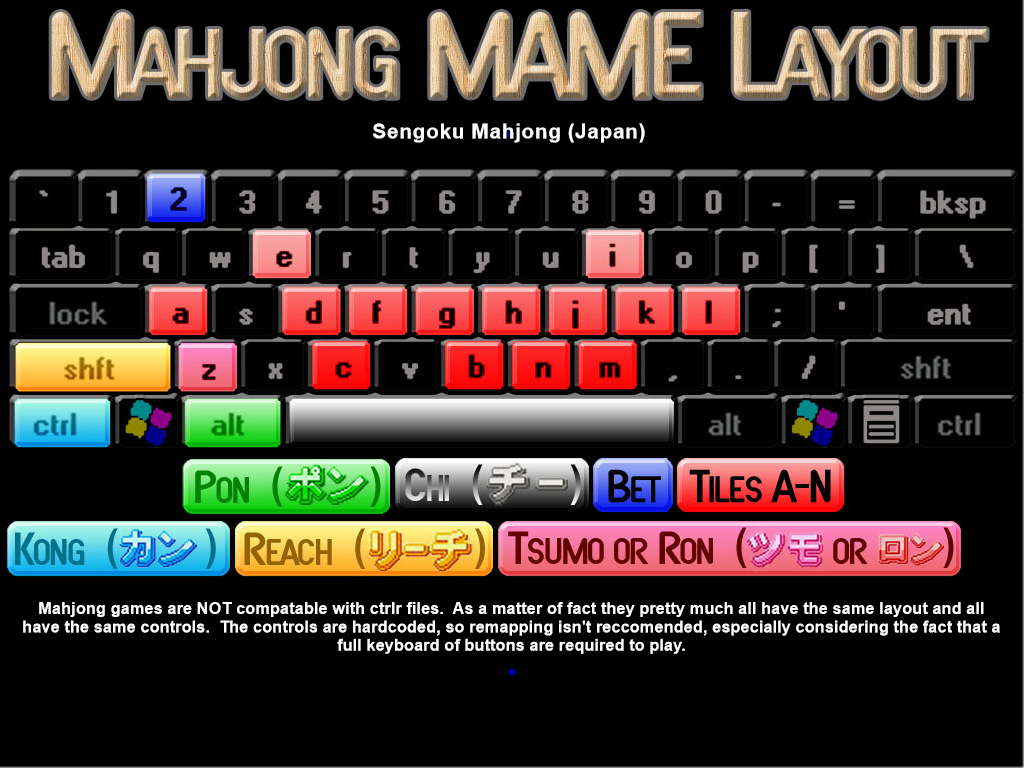 Mahjong MAME Layout
Sengoku Mahjong (Japan)
` 1 2 3 4 5 6 7 8 9 0 - = bksp
tab q w e r t y u i o p [ ] \
lock a s d f g h j k l ; ' ent
shft z x c v b n m , . / shft
ctrl alt alt ctrl
Pon (ポン) Chi (チー) Bet Tiles A-N
Kong (カン) Reach (リーチ) Tsumo or Ron (ツモ or ロン)
Mahjong games are NOT compatable with ctrlr files. As a matter of fact they pretty much all have the same layout and all
have the same controls. The controls are hardcoded, so remapping isn't reccomended, especially considering the fact that a
full keyboard of buttons are required to play.